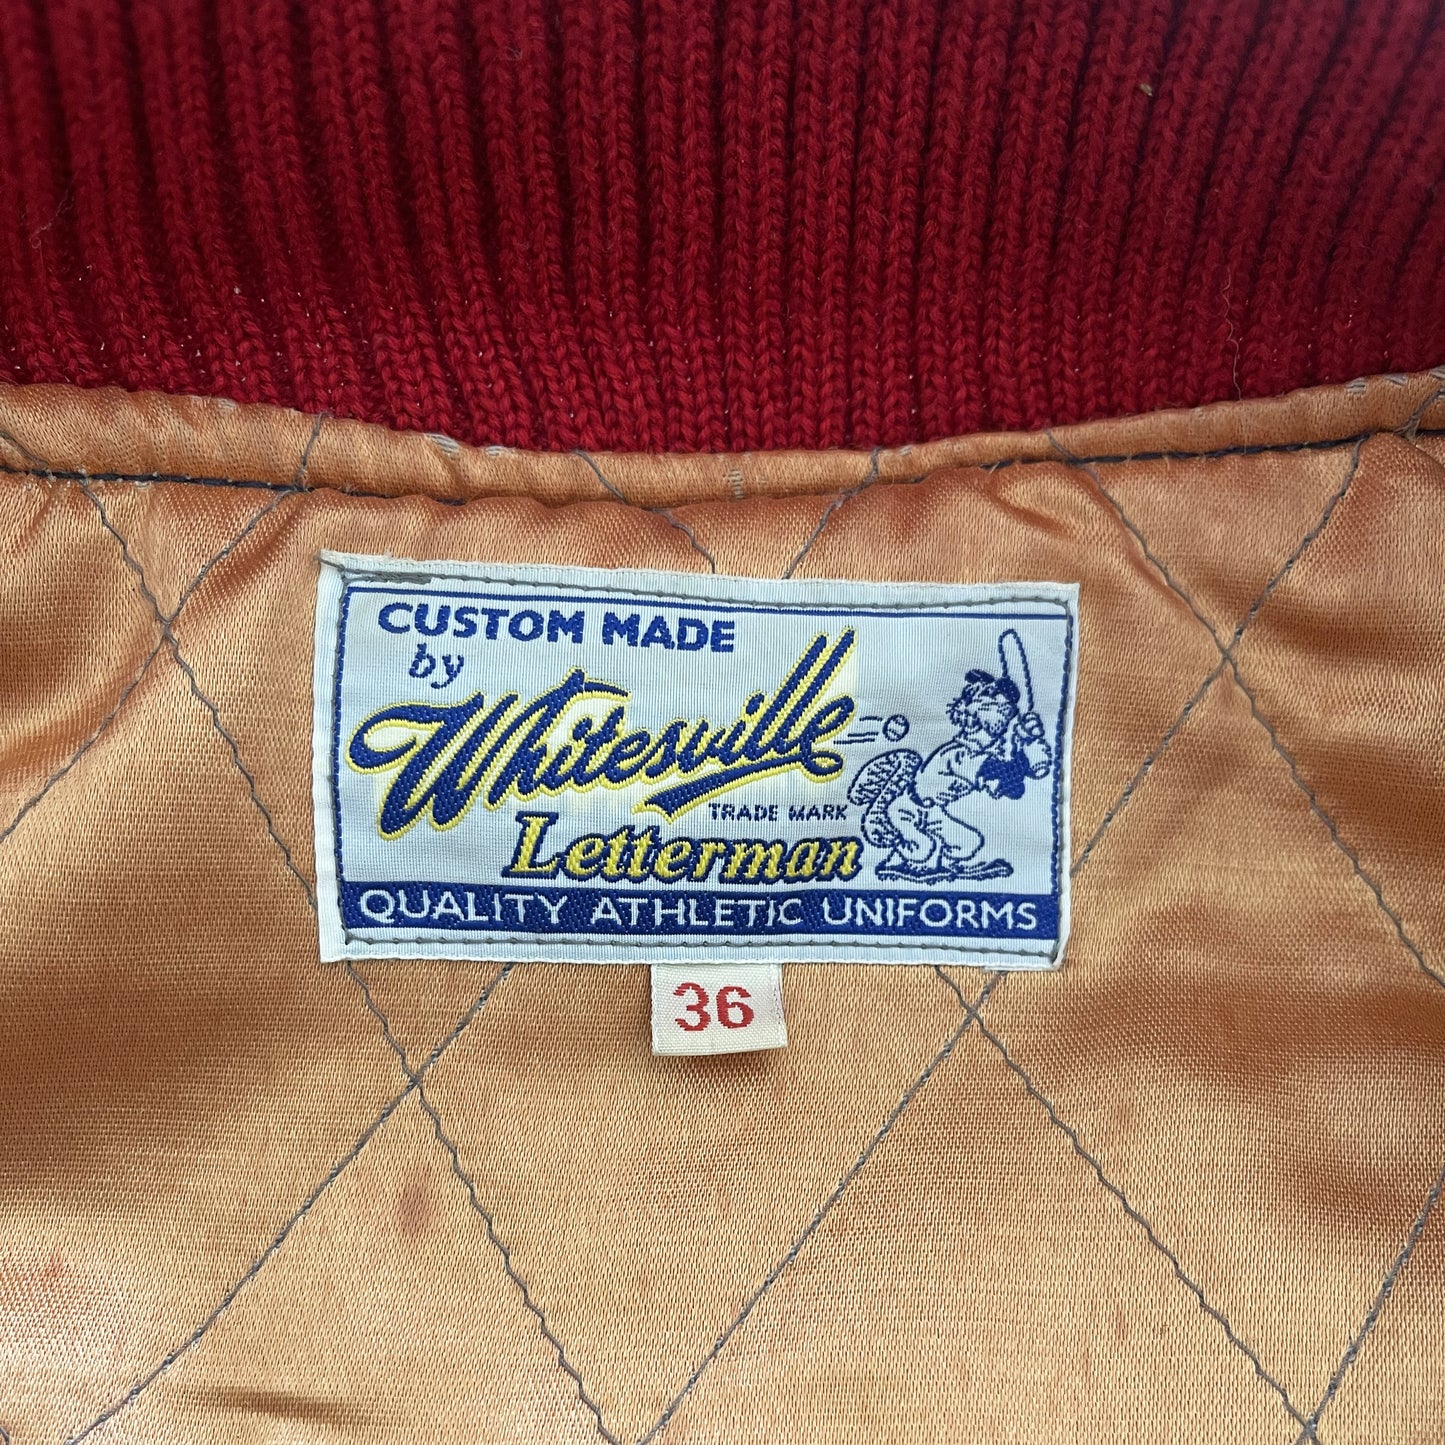 CUSTOM MADE
by
Whitesville
TRADE MARK
Letterman
QUALITY ATHLETIC UNIFORMS
36